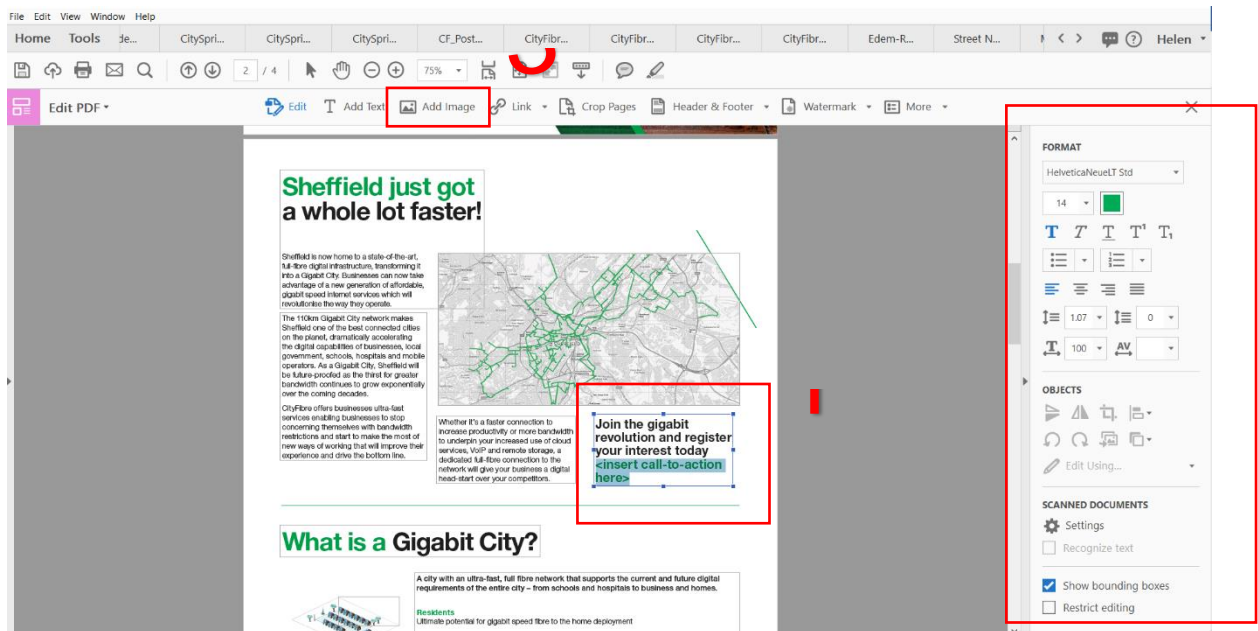 File Edit View Window Help
Home Tools de... CitySpri... CitySpri... CitySpri... CF_Post... CityFibr... CityFibr... CityFibr... CityFibr... Edem-R... Street N... Helen
2 / 4 75%
Edit PDF Edit Add Text Add Image Link Crop Pages Header & Footer Watermark More
Sheffield just got
a whole lot faster!
Sheffield is now home to a state-of-the-art,
full-fibre digital infrastructure, transforming it
into a Gigabit City. Businesses can now take
advantage of a new generation of affordable,
gigabit speed internet services which will
revolutionise the way they operate.
The 110km Gigabit City network makes
Sheffield one of the best connected cities
on the planet, dramatically accelerating
the digital capabilities of businesses, local
government, schools, hospitals and mobile
operators. As a Gigabit City, Sheffield will
be future-proofed as the thirst for greater
bandwidth continues to grow exponentially
over the coming decades.
CityFibre offers businesses ultra-fast
services enabling businesses to stop
concerning themselves with bandwidth
restrictions and start to make the most of
new ways of working that will improve their
experience and drive the bottom line.
Whether it's a faster connection to
increase productivity or more bandwidth
to underpin your increased use of cloud
services, VoIP and remote storage, a
dedicated full-fibre connection to the
network will give your business a digital
head-start over your competitors.
Join the gigabit
revolution and register
your interest today
<insert call-to-action
here>
What is a Gigabit City?
A city with an ultra-fast, full fibre network that supports the current and future digital
requirements of the entire city – from schools and hospitals to business and homes.
Residents
Ultimate potential for gigabit speed fibre to the home deployment
FORMAT
HelveticaNeueLT Std
14
T T T T¹ T₁
1.07 0
T 100 AV
OBJECTS
Edit Using...
SCANNED DOCUMENTS
Settings
Recognize text
Show bounding boxes
Restrict editing